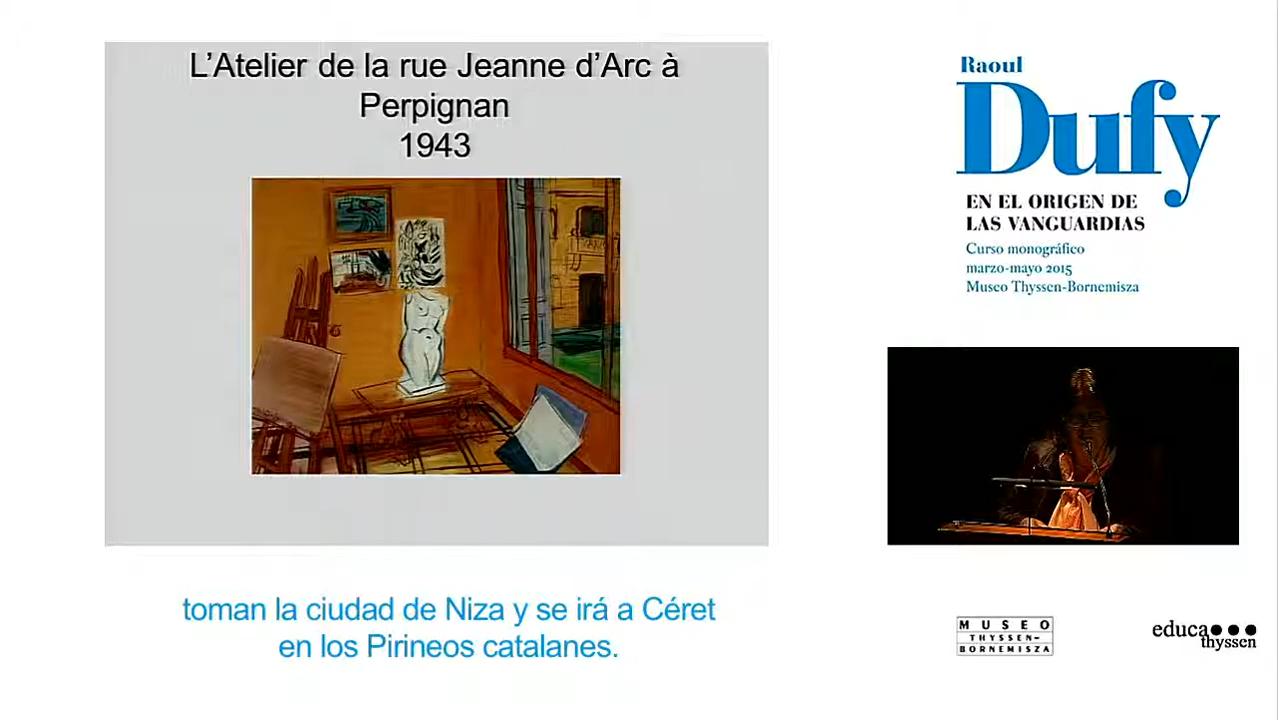 L’Atelier de la rue Jeanne d’Arc à
Perpignan
1943
Raoul
Dufy
EN EL ORIGEN DE
LAS VANGUARDIAS
Curso monográfico
marzo-mayo 2015
Museo Thyssen-Bornemisza
toman la ciudad de Niza y se irá a Céret
en los Pirineos catalanes.
MUSEO
THYSSEN-
BORNEMISZA
educa
thyssen